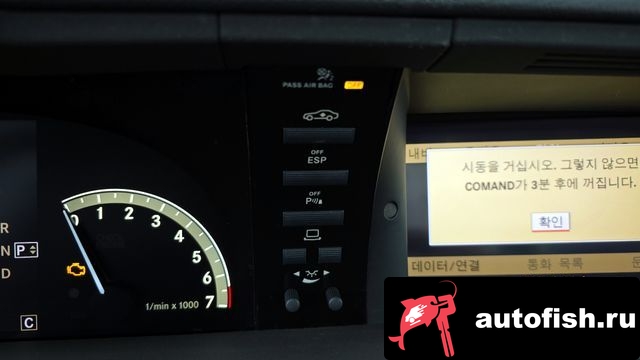 PASS AIR BAG OFF
OFF
ESP
OFF
P
R
N P
D
C
0 1 2 3 4 5 6 7
1/min x 1000
시동을 거십시오. 그렇지 않으면
COMAND가 3분 후에 꺼집니다.
확인
데이터/연결 통화 목록
autofish.ru